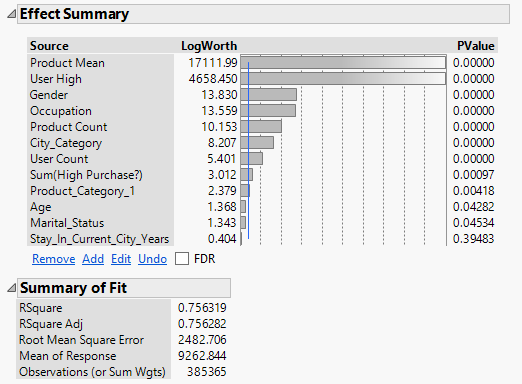 Effect Summary
Source LogWorth PValue
Product Mean 17111.99 0.00000
User High 4658.450 0.00000
Gender 13.830 0.00000
Occupation 13.559 0.00000
Product Count 10.153 0.00000
City_Category 8.207 0.00000
User Count 5.401 0.00000
Sum(High Purchase?) 3.012 0.00097
Product_Category_1 2.379 0.00418
Age 1.368 0.04282
Marital_Status 1.343 0.04534
Stay_In_Current_City_Years 0.404 0.39483
Remove Add Edit Undo FDR
Summary of Fit
RSquare 0.756319
RSquare Adj 0.756282
Root Mean Square Error 2482.706
Mean of Response 9262.844
Observations (or Sum Wgts) 385365